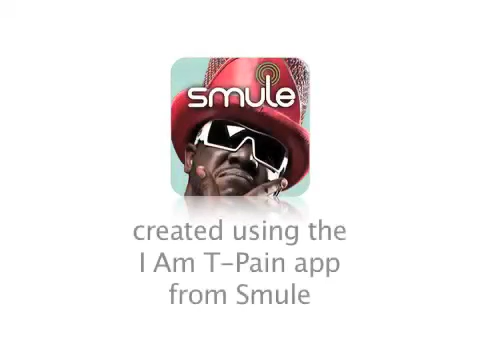 smule
created using the
I Am T-Pain app
from Smule